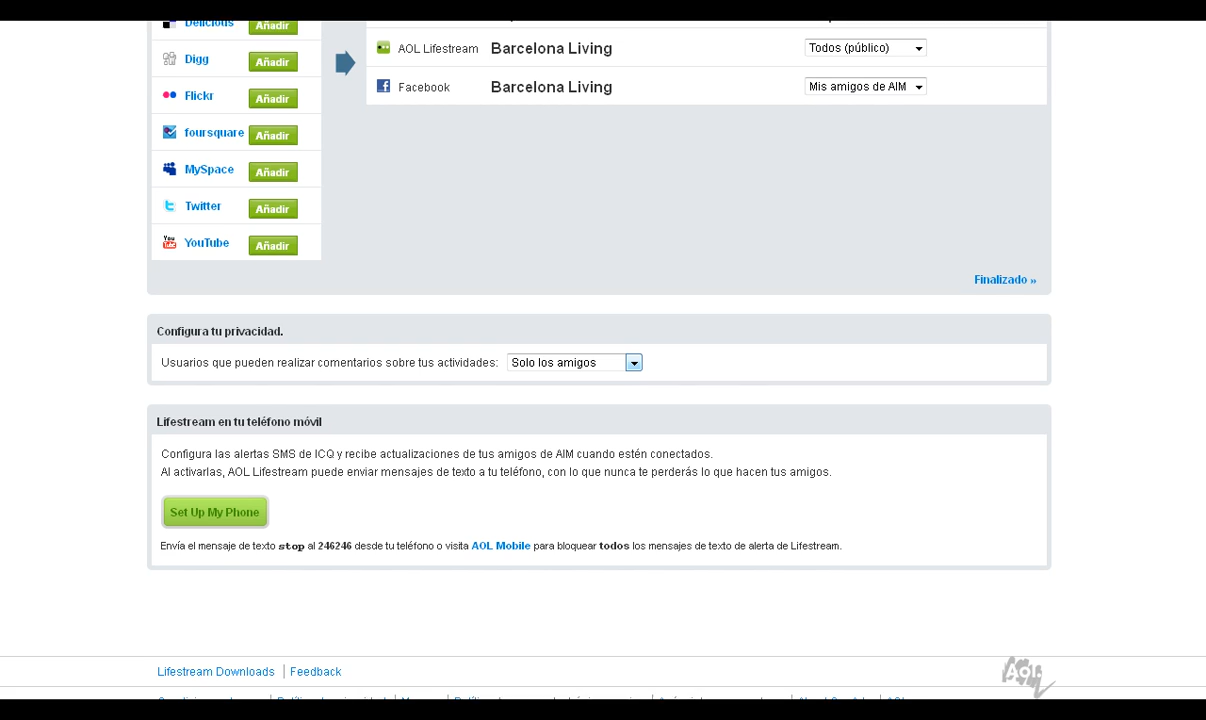 Delicious Añadir
AOL Lifestream Barcelona Living Todos (público)
Digg Añadir
Facebook Barcelona Living Mis amigos de AIM
Flickr Añadir
foursquare Añadir
MySpace Añadir
Twitter Añadir
YouTube Añadir
Finalizado »
Configura tu privacidad.
Usuarios que pueden realizar comentarios sobre tus actividades: Solo los amigos
Lifestream en tu teléfono móvil
Configura las alertas SMS de ICQ y recibe actualizaciones de tus amigos de AIM cuando estén conectados.
Al activarlas, AOL Lifestream puede enviar mensajes de texto a tu teléfono, con lo que nunca te perderás lo que hacen tus amigos.
Set Up My Phone
Envía el mensaje de texto stop al 246246 desde tu teléfono o visita AOL Mobile para bloquear todos los mensajes de texto de alerta de Lifestream.
Lifestream Downloads | Feedback
Aol.